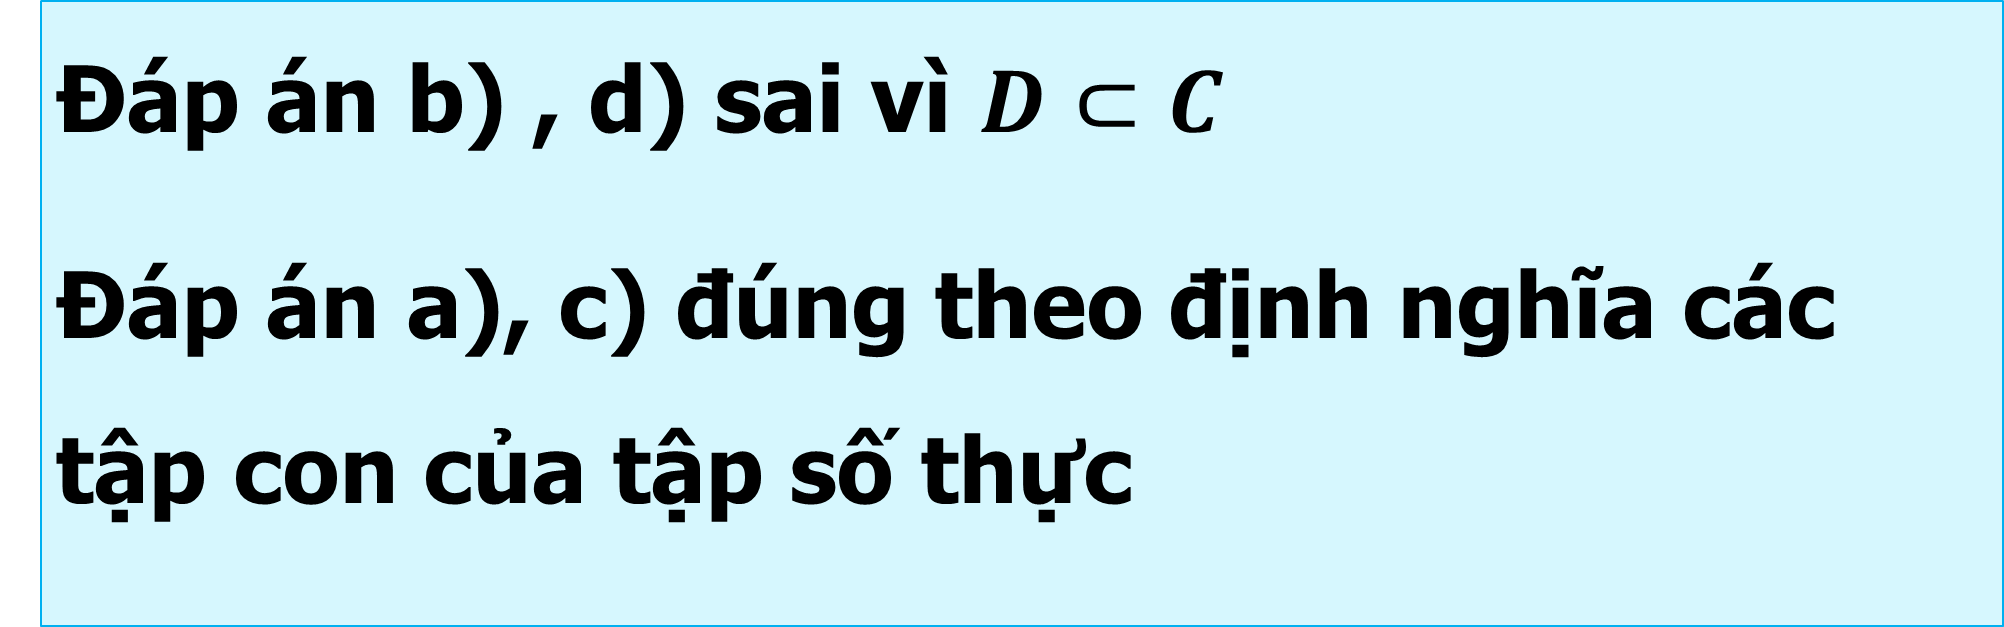 Đáp án b) , d) sai vì D ⊂ C
Đáp án a), c) đúng theo định nghĩa các
tập con của tập số thực